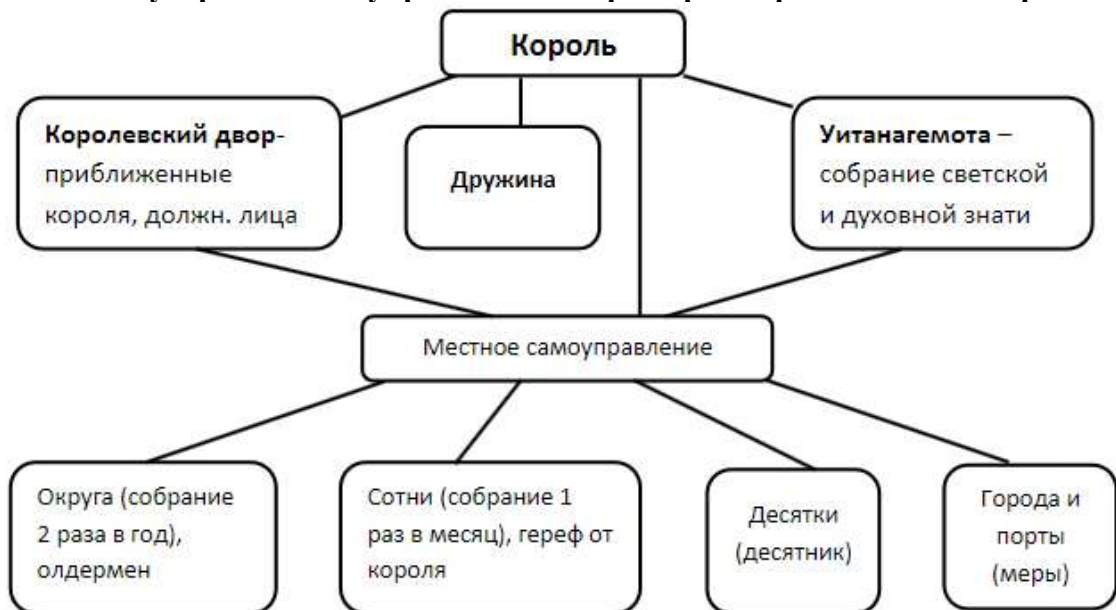 Король
Королевский двор-
приближенные
короля, должн. лица
Дружина
Уитанагемота –
собрание светской
и духовной знати
Местное самоуправление
Округа (собрание
2 раза в год),
олдермен
Сотни (собрание 1
раз в месяц), гереф от
короля
Десятки
(десятник)
Города и
порты
(меры)